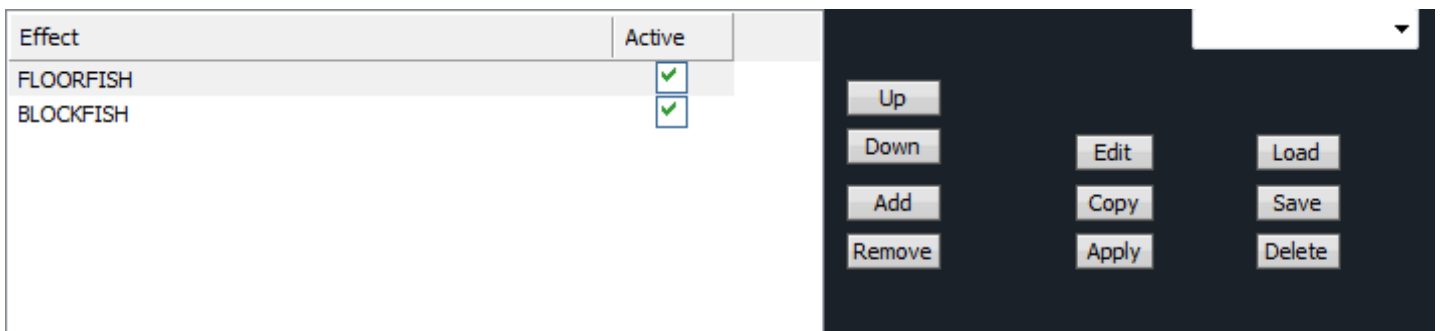 Effect Active
FLOORFISH
BLOCKFISH
Up
Down Edit Load
Add Copy Save
Remove Apply Delete